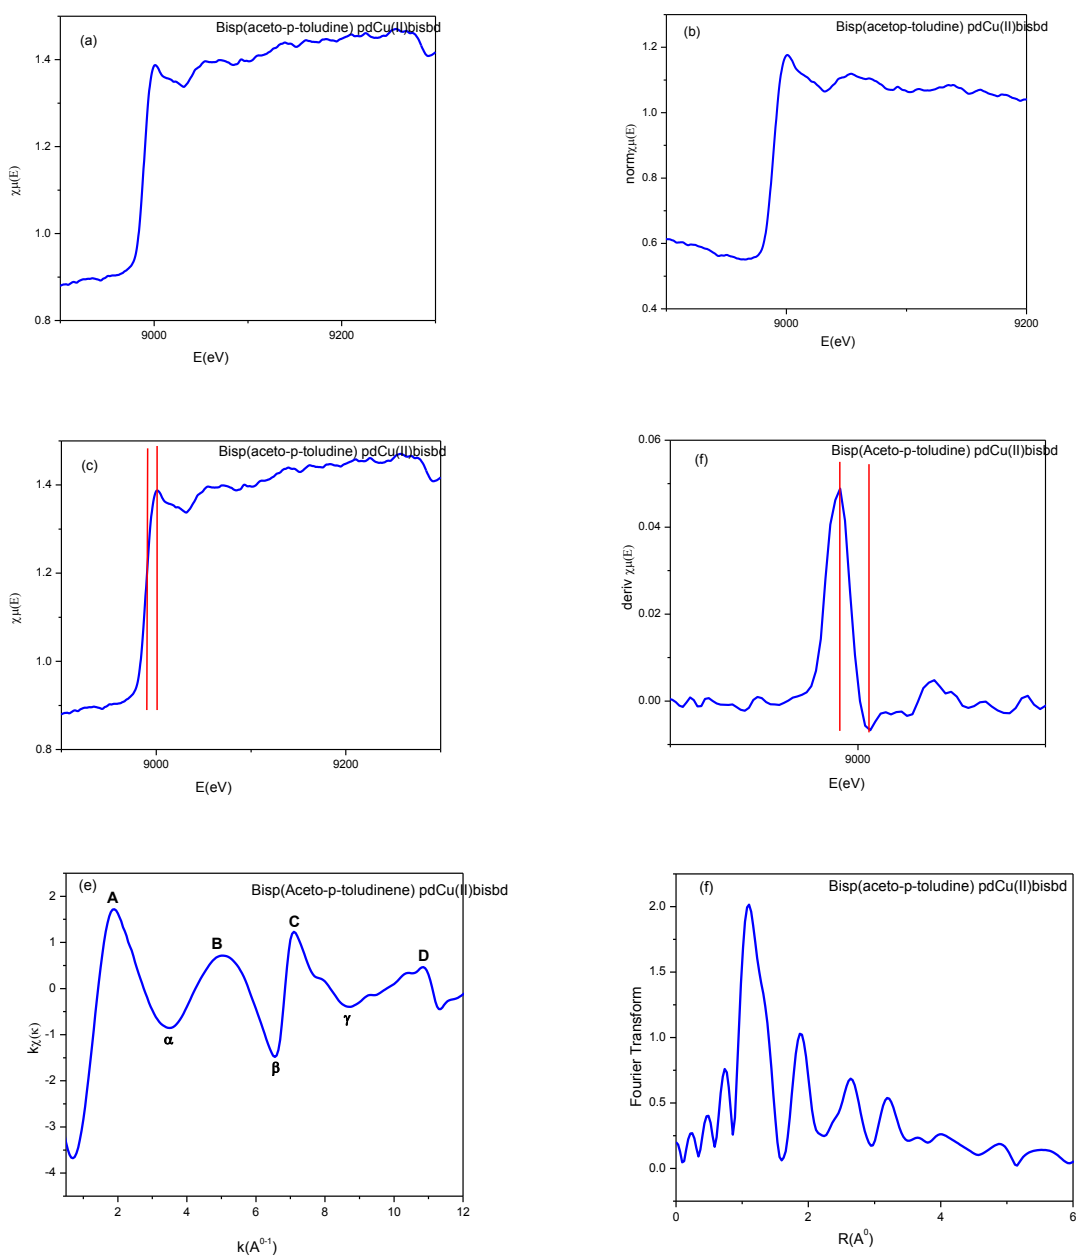 Bisp(aceto-p-toludine) pdCu(II)bisbd
(a)
1.4
1.2
1.0
0.8
χμ(E)
9000
9200
E(eV)
Bisp(acetop-toludine) pdCu(II)bisbd
(b)
1.2
1.0
0.8
0.6
0.4
normχμ(E)
9000
9200
E(eV)
Bisp(aceto-p-toludine) pdCu(II)bisbd
(c)
1.4
1.2
1.0
0.8
χμ(E)
9000
9200
E(eV)
Bisp(Aceto-p-toludine) pdCu(II)bisbd
(f)
0.06
0.04
0.02
0.00
deriv χμ(E)
9000
E(eV)
(e)
Bisp(Aceto-p-toludinene) pdCu(II)bisbd
A
B
C
D
α
β
γ
2
1
0
-1
-2
-3
-4
kχ(κ)
2 4 6 8 10 12
k(A⁰⁻¹)
(f)
Bisp(aceto-p-toludine) pdCu(II)bisbd
2.0
1.5
1.0
0.5
0.0
Fourier Transform
0 2 4 6
R(A⁰)